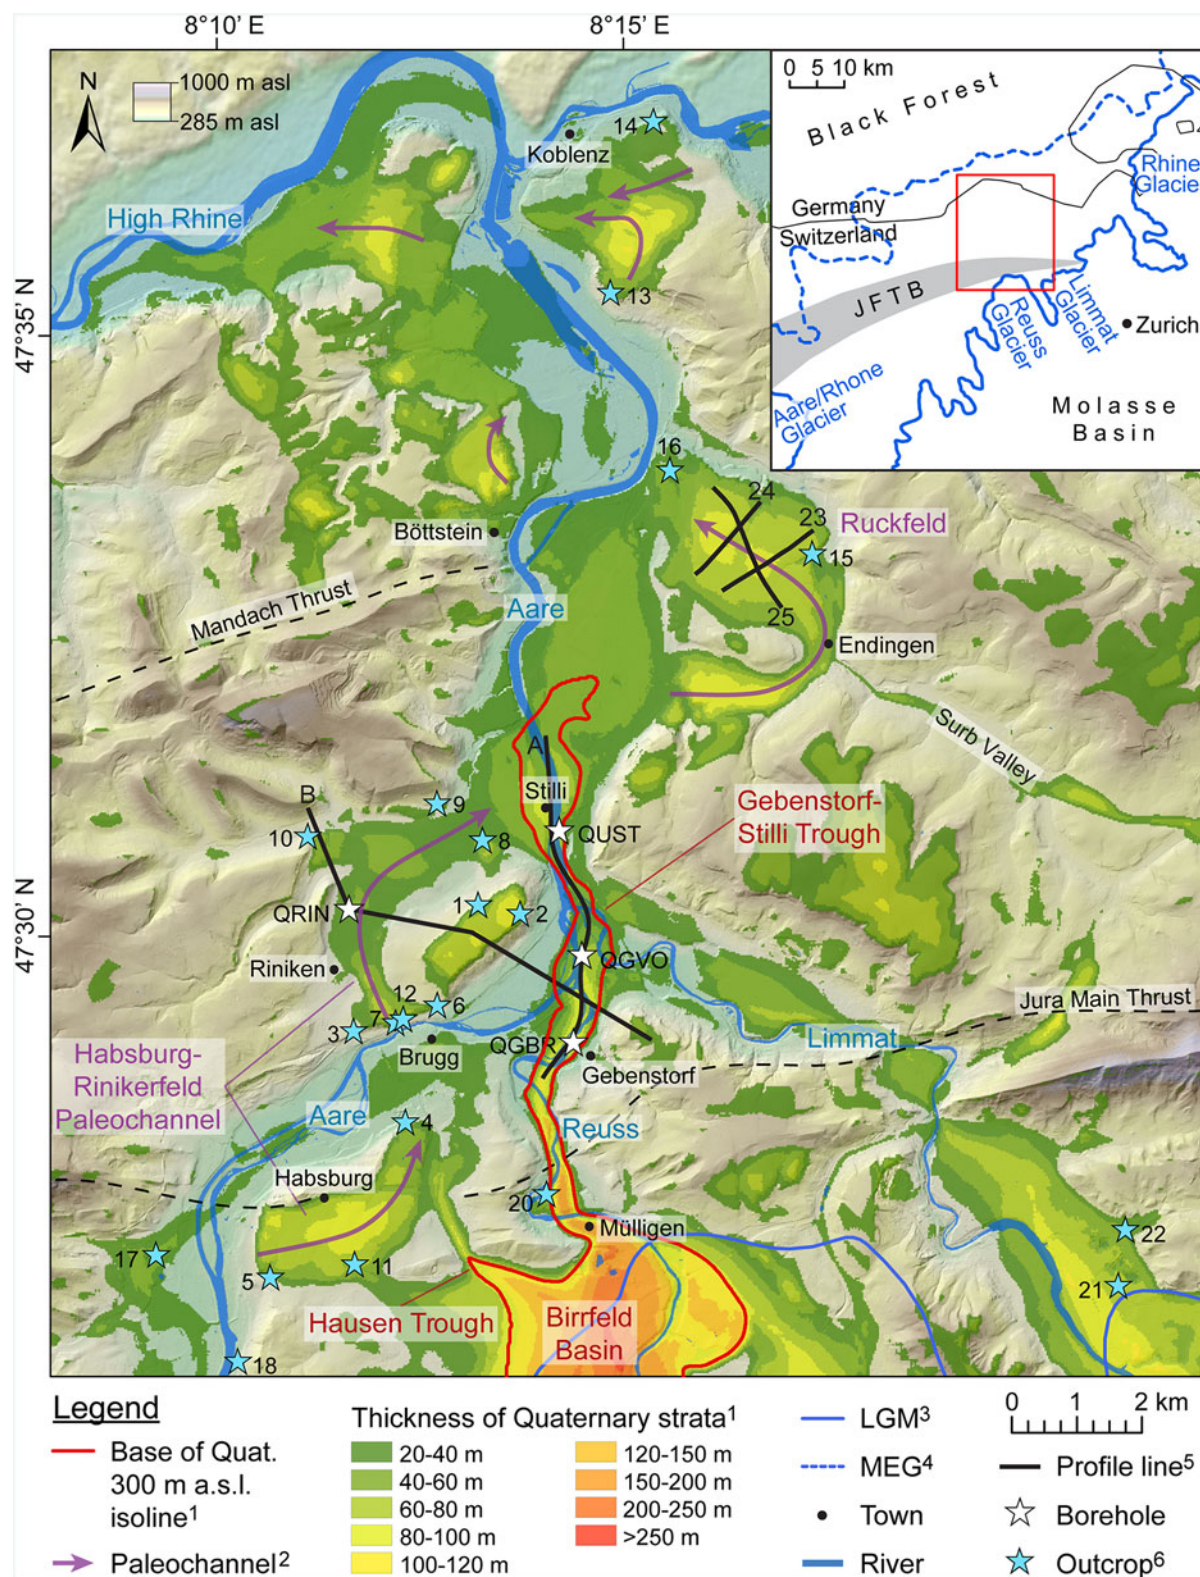 8°10’ E
8°15’ E
N
1000 m asl
285 m asl
14
Koblenz
High Rhine
13
47°35’ N
0 5 10 km
Black Forest
Rhine
Glacier
Germany
Switzerland
JFTB
Limmat
Glacier
Reuss
Glacier
Zurich
Aare/Rhone
Glacier
Molasse
Basin
16
24
23
Ruckfeld
15
25
Böttstein
Mandach Thrust
Aare
Endingen
Surb Valley
A
Stilli
B
9
10
8
QUST
Gebenstorf-
Stilli Trough
47°30’ N
QRIN
1
2
QGVO
Riniken
12
6
7
3
Brugg
QGBR
Gebenstorf
Jura Main Thrust
Limmat
Habsburg-
Rinikerfeld
Paleochannel
Aare
4
Reuss
Habsburg
20
Mülligen
17
5
11
22
21
Hausen Trough
Birrfeld
Basin
18
Legend
Base of Quat.
300 m a.s.l.
isoline¹
Paleochannel²
Thickness of Quaternary strata¹
20-40 m
40-60 m
60-80 m
80-100 m
100-120 m
120-150 m
150-200 m
200-250 m
>250 m
LGM³
MEG⁴
Town
River
0 1 2 km
Profile line⁵
Borehole
Outcrop⁶